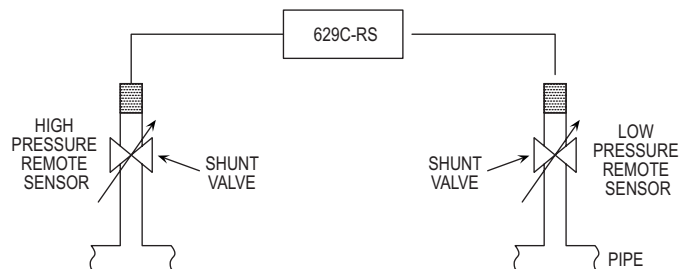 629C-RS
HIGH
PRESSURE
REMOTE
SENSOR
SHUNT
VALVE
SHUNT
VALVE
LOW
PRESSURE
REMOTE
SENSOR
PIPE